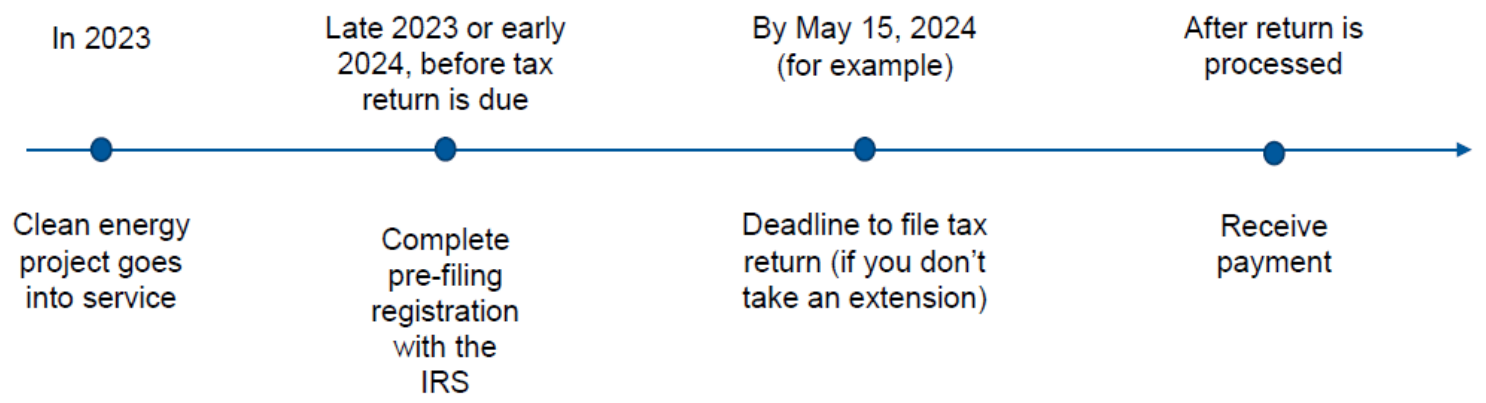 In 2023
Late 2023 or early
2024, before tax
return is due
By May 15, 2024
(for example)
After return is
processed
Clean energy
project goes
into service
Complete
pre-filing
registration
with the
IRS
Deadline to file tax
return (if you don’t
take an extension)
Receive
payment